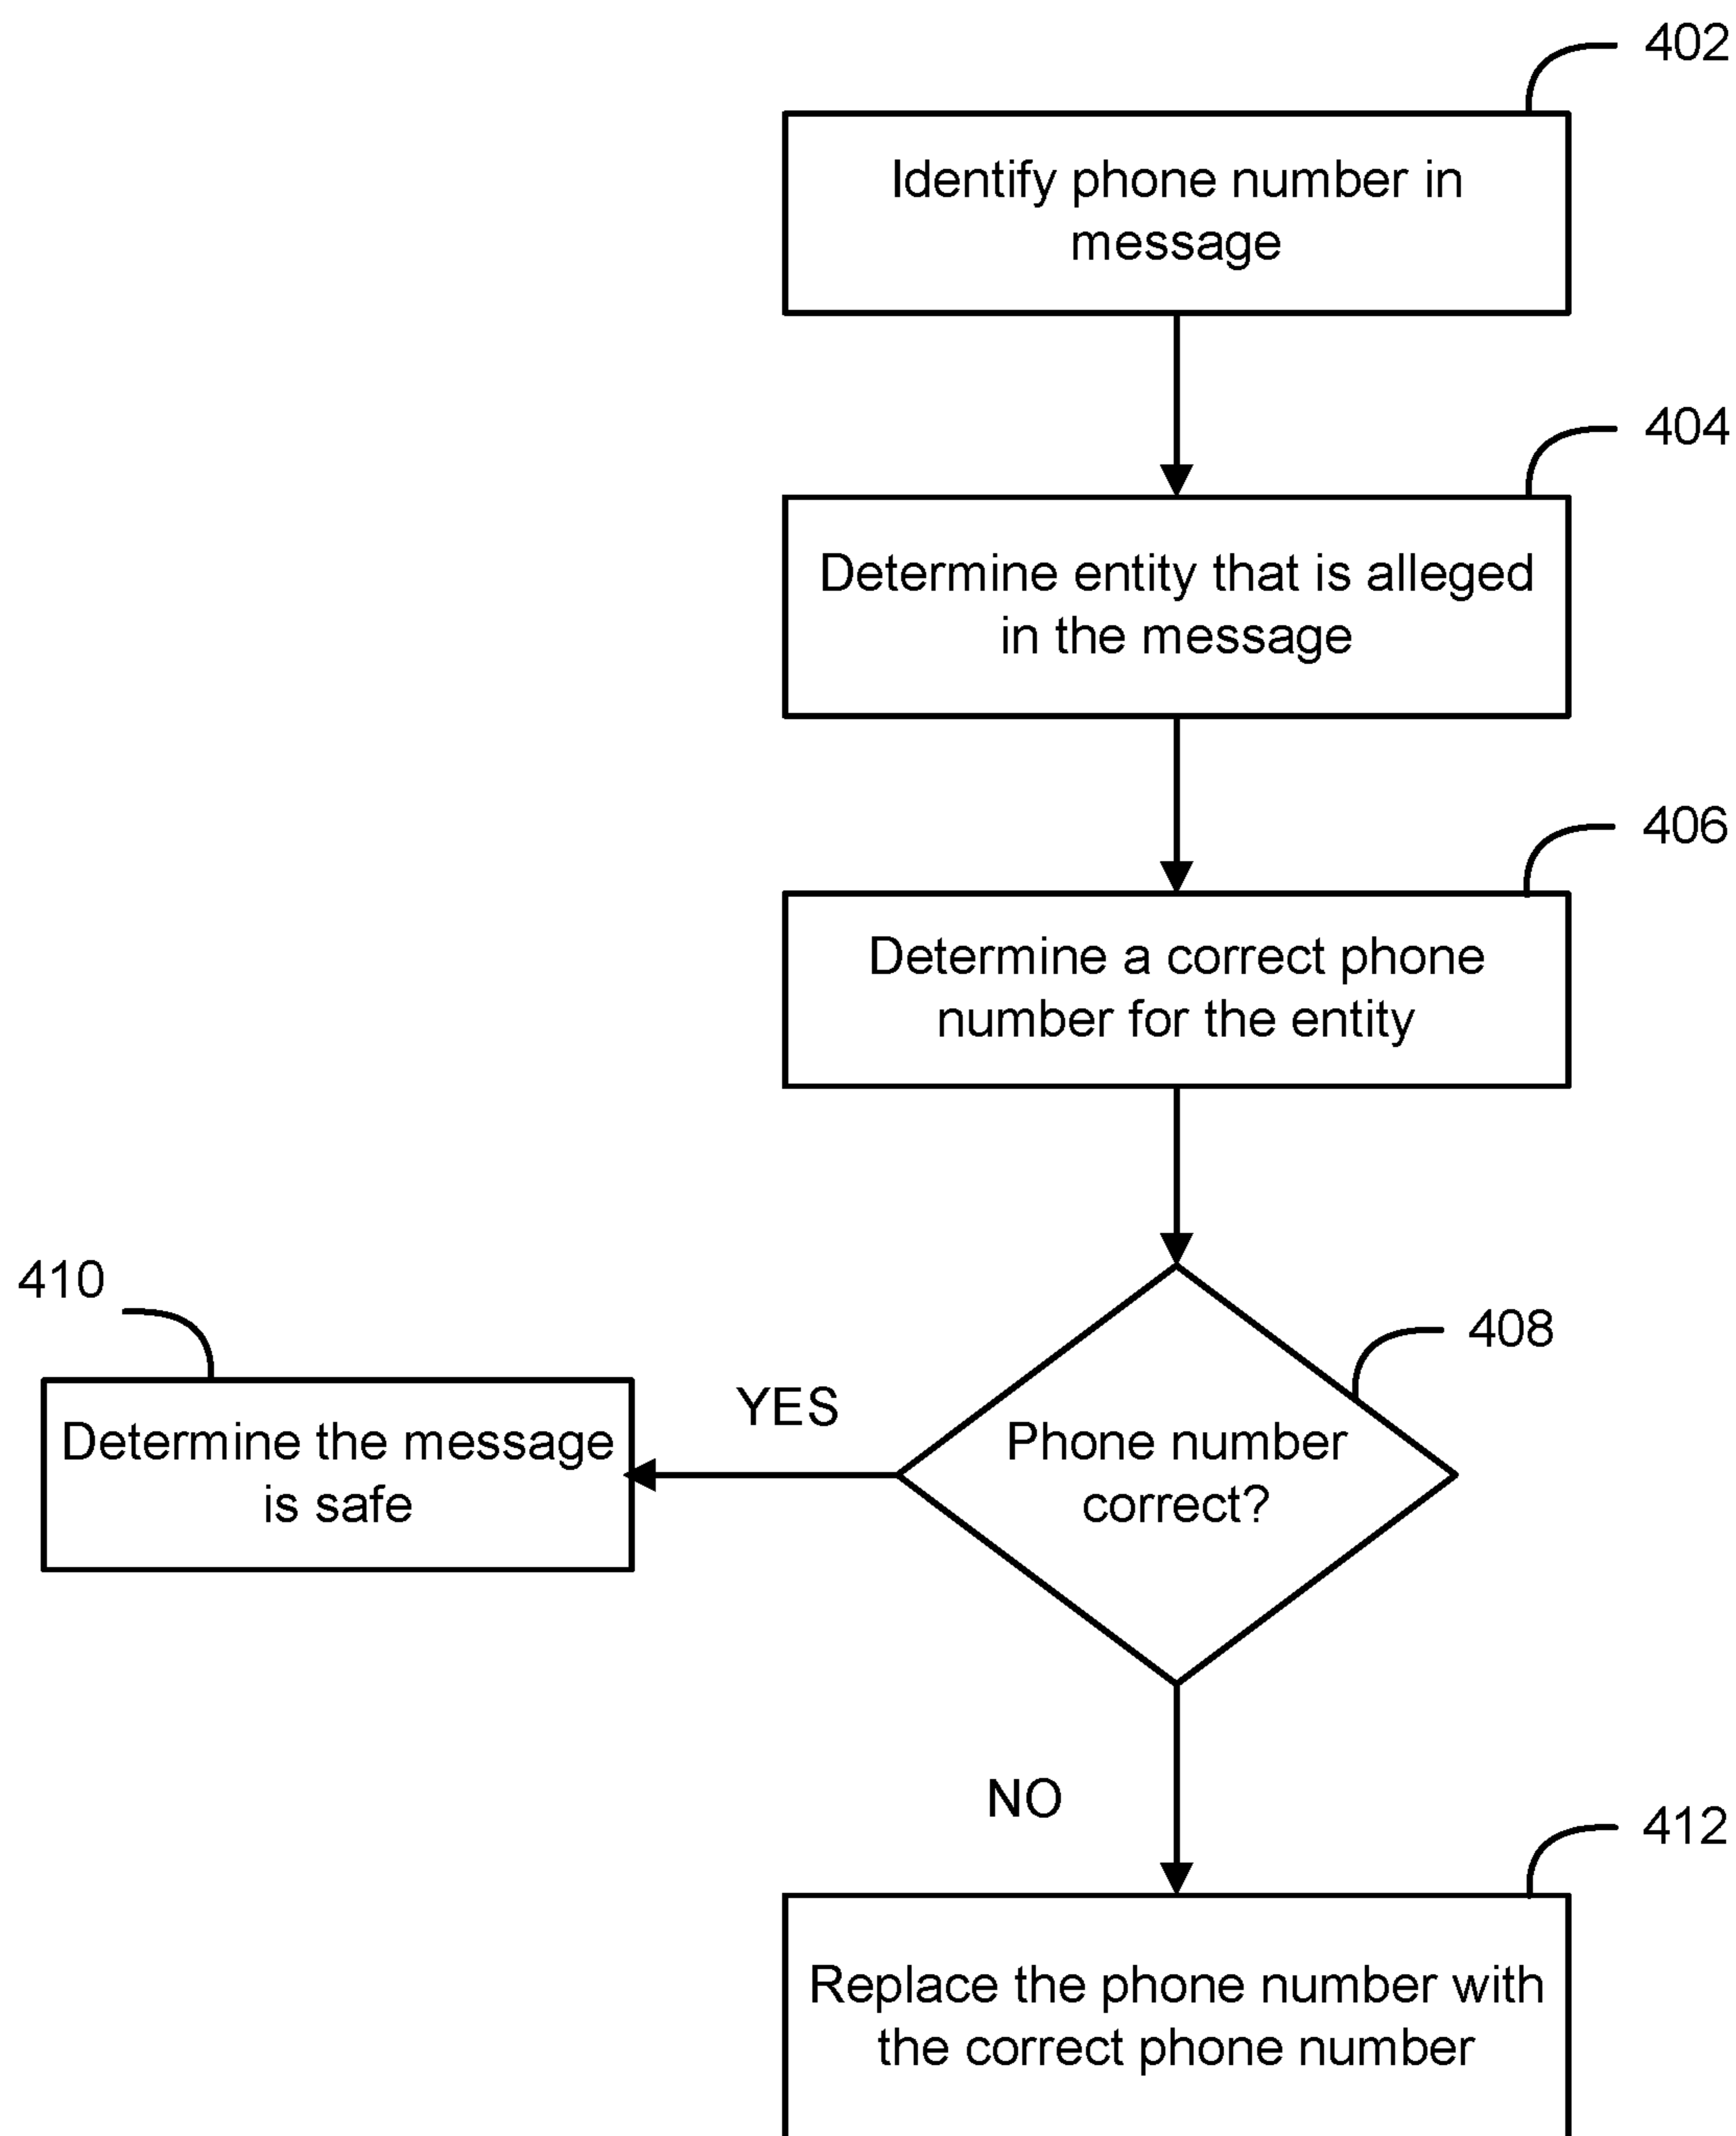 402
Identify phone number in
message
404
Determine entity that is alleged
in the message
406
Determine a correct phone
number for the entity
408
Phone number
correct?
YES
410
Determine the message
is safe
NO
412
Replace the phone number with
the correct phone number